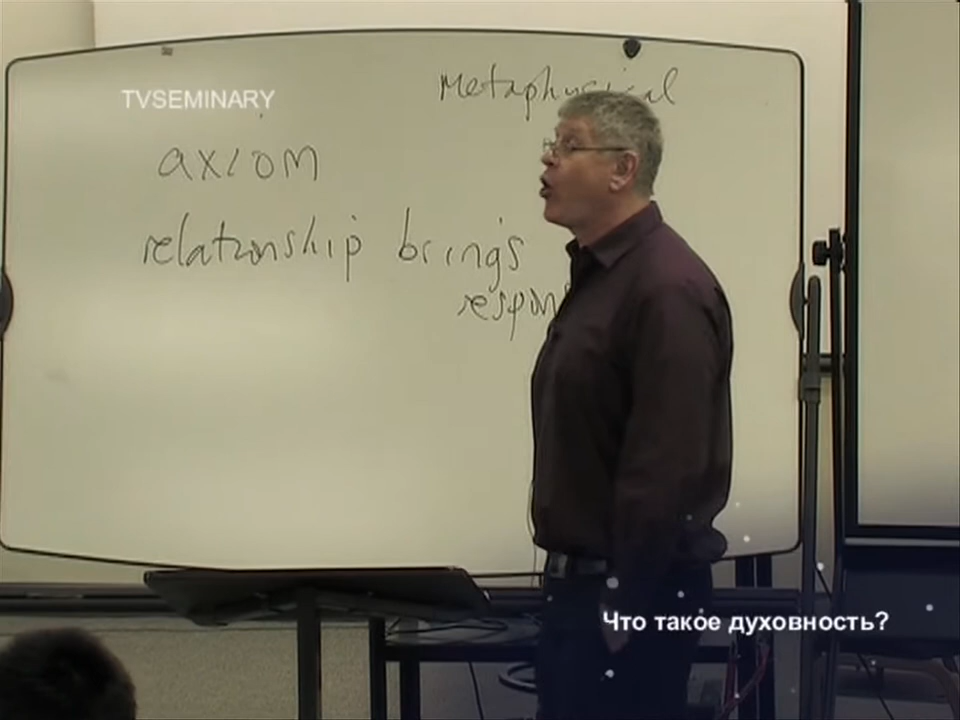 metaphysical
TVSEMINARY
axiom
relationship brings
Что такое духовность?